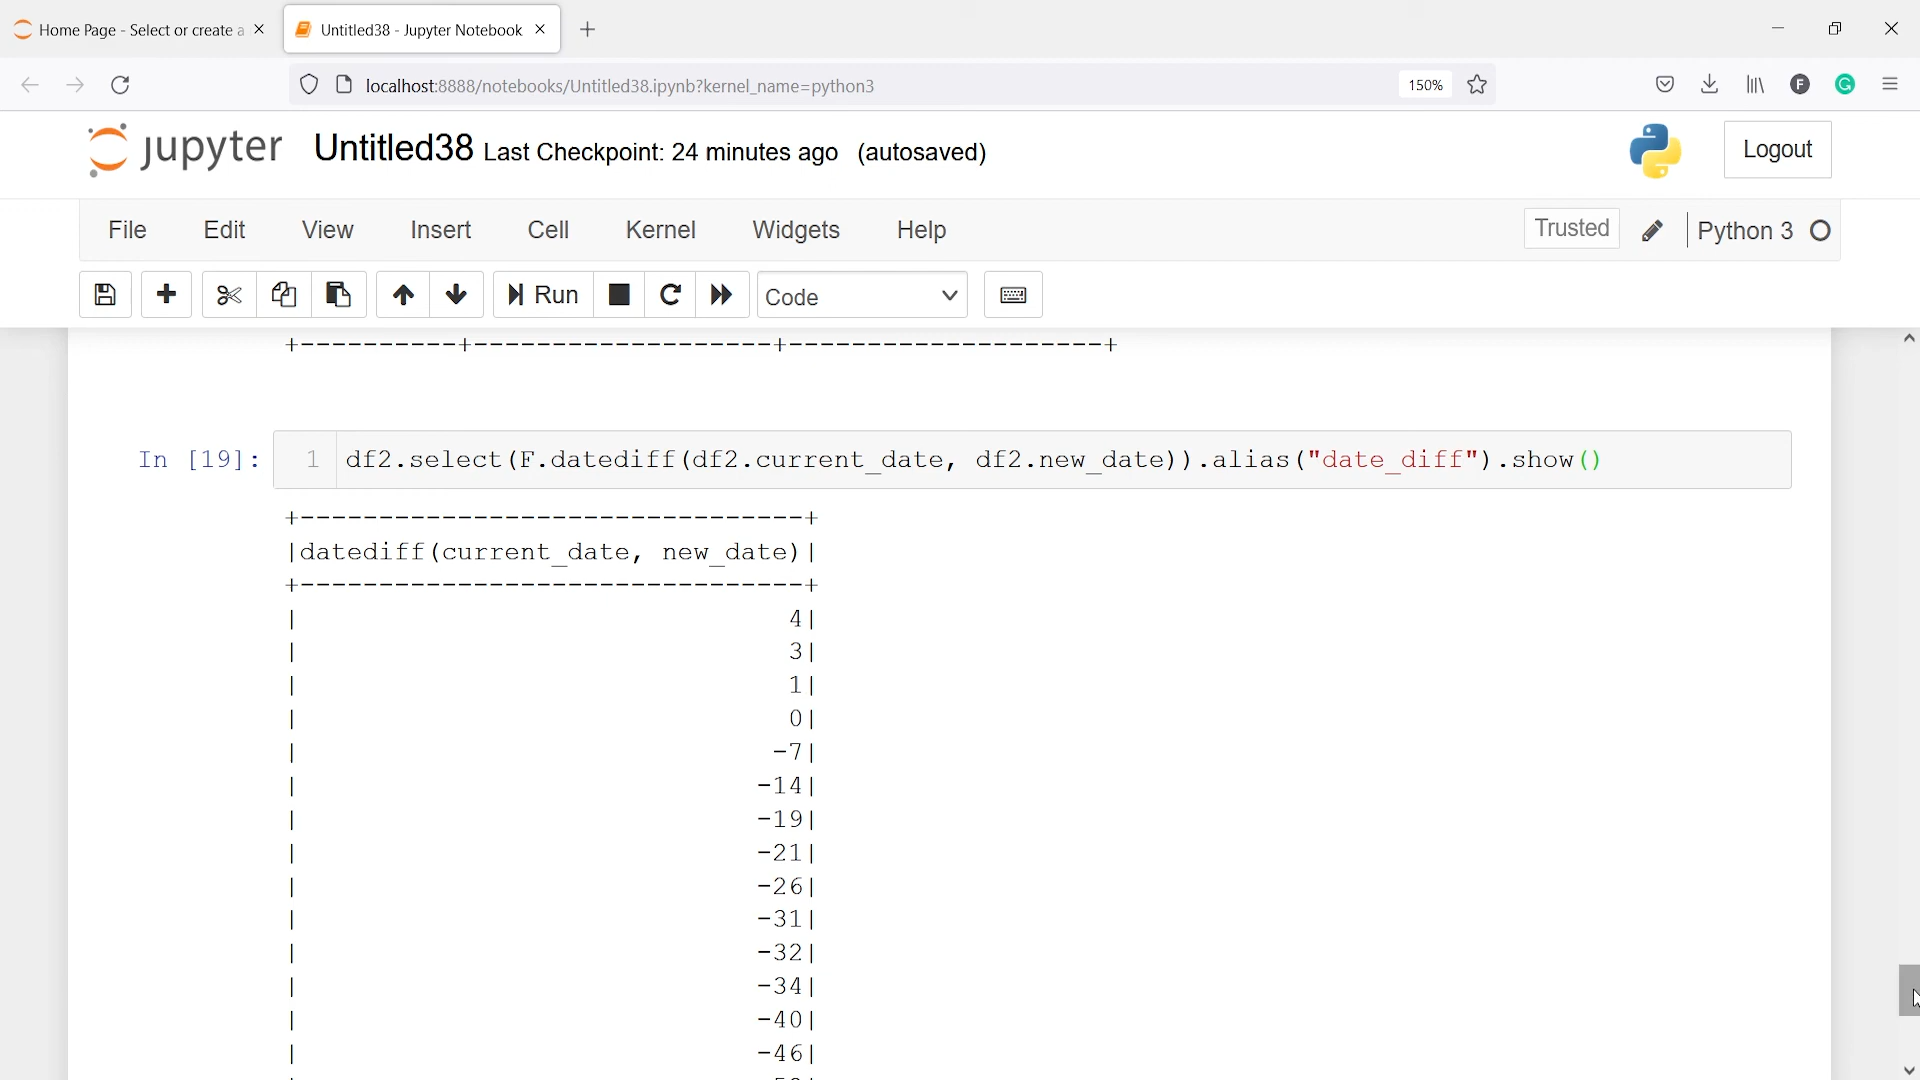 Home Page - Select or create a
Untitled38 - Jupyter Notebook
localhost:8888/notebooks/Untitled38.ipynb?kernel_name=python3
150%
F
G
jupyter
Untitled38 Last Checkpoint: 24 minutes ago (autosaved)
Logout
File Edit View Insert Cell Kernel Widgets Help
Trusted
Python 3
Run
Code
+----------+-------------------+--------------------+
In [19]:
1 df2.select(F.datediff(df2.current_date, df2.new_date)).alias("date_diff").show()
+--------------------------------+
|datediff(current_date, new_date)|
+--------------------------------+
| 4|
| 3|
| 1|
| 0|
| -7|
| -14|
| -19|
| -21|
| -26|
| -31|
| -32|
| -34|
| -40|
| -46|